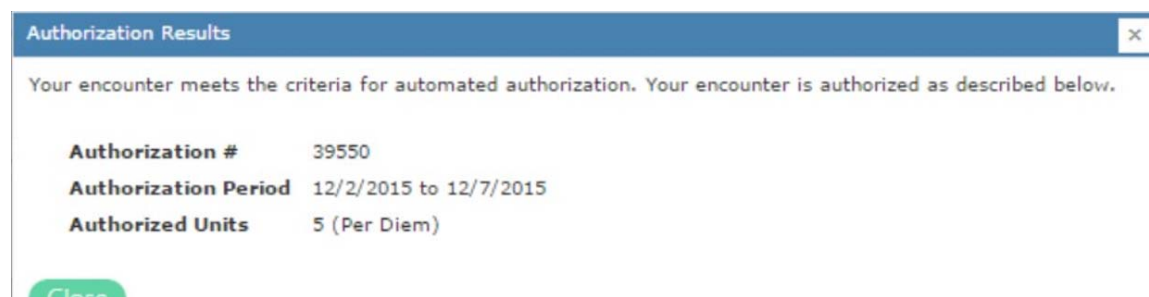 Authorization Results ×
Your encounter meets the criteria for automated authorization. Your encounter is authorized as described below.
Authorization # 39550
Authorization Period 12/2/2015 to 12/7/2015
Authorized Units 5 (Per Diem)
Close